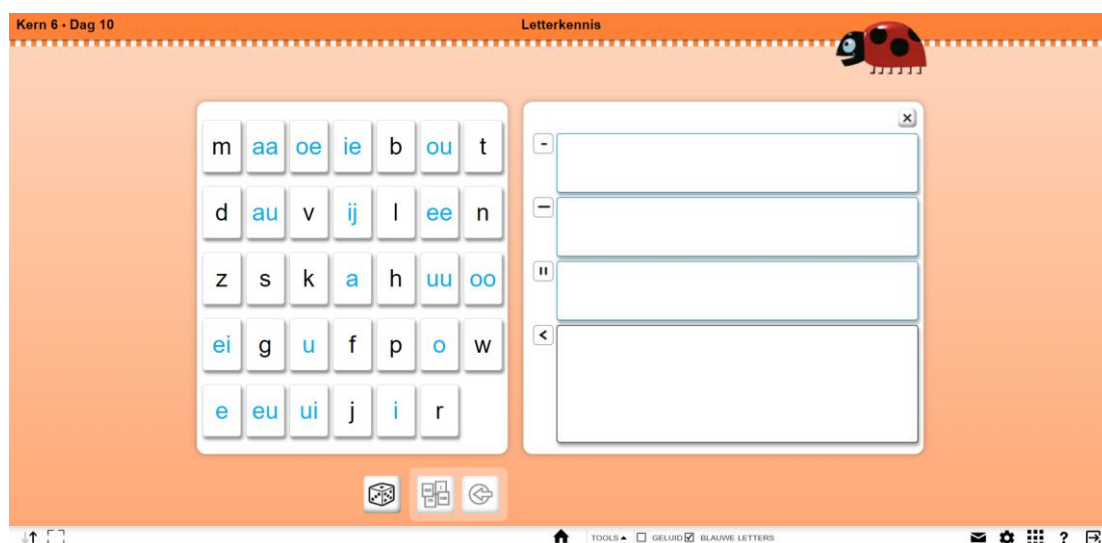 Kern 6 • Dag 10 Letterkennis
m aa oe ie b ou t
d au v ij l ee n
z s k a h uu oo
ei g u f p o w
e eu ui j i r
TOOLS GELUID BLAUWE LETTERS ?